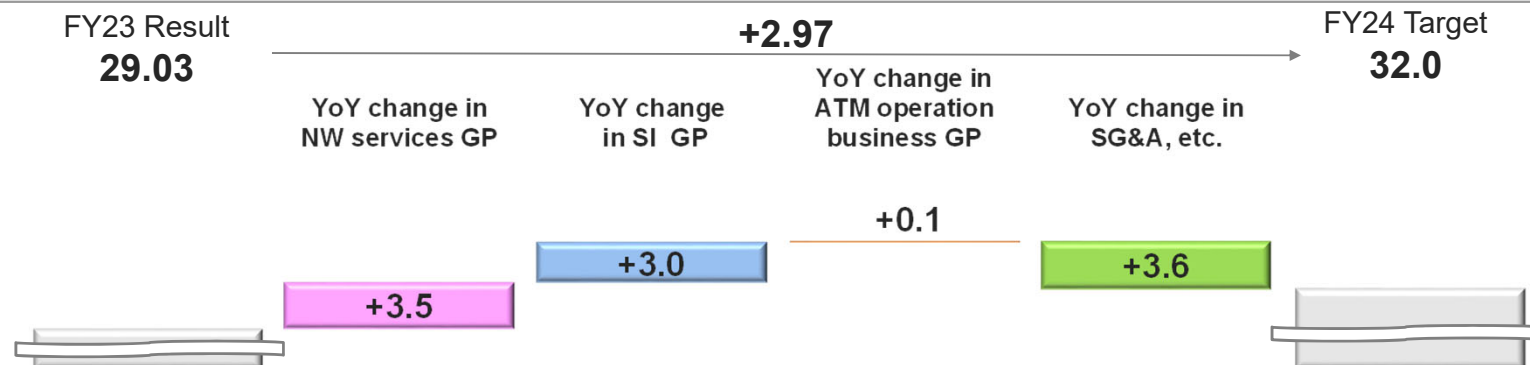 FY23 Result
29.03
+2.97
FY24 Target
32.0
YoY change in
NW services GP
YoY change
in SI GP
YoY change in
ATM operation
business GP
YoY change in
SG&A, etc.
+3.5
+3.0
+0.1
+3.6